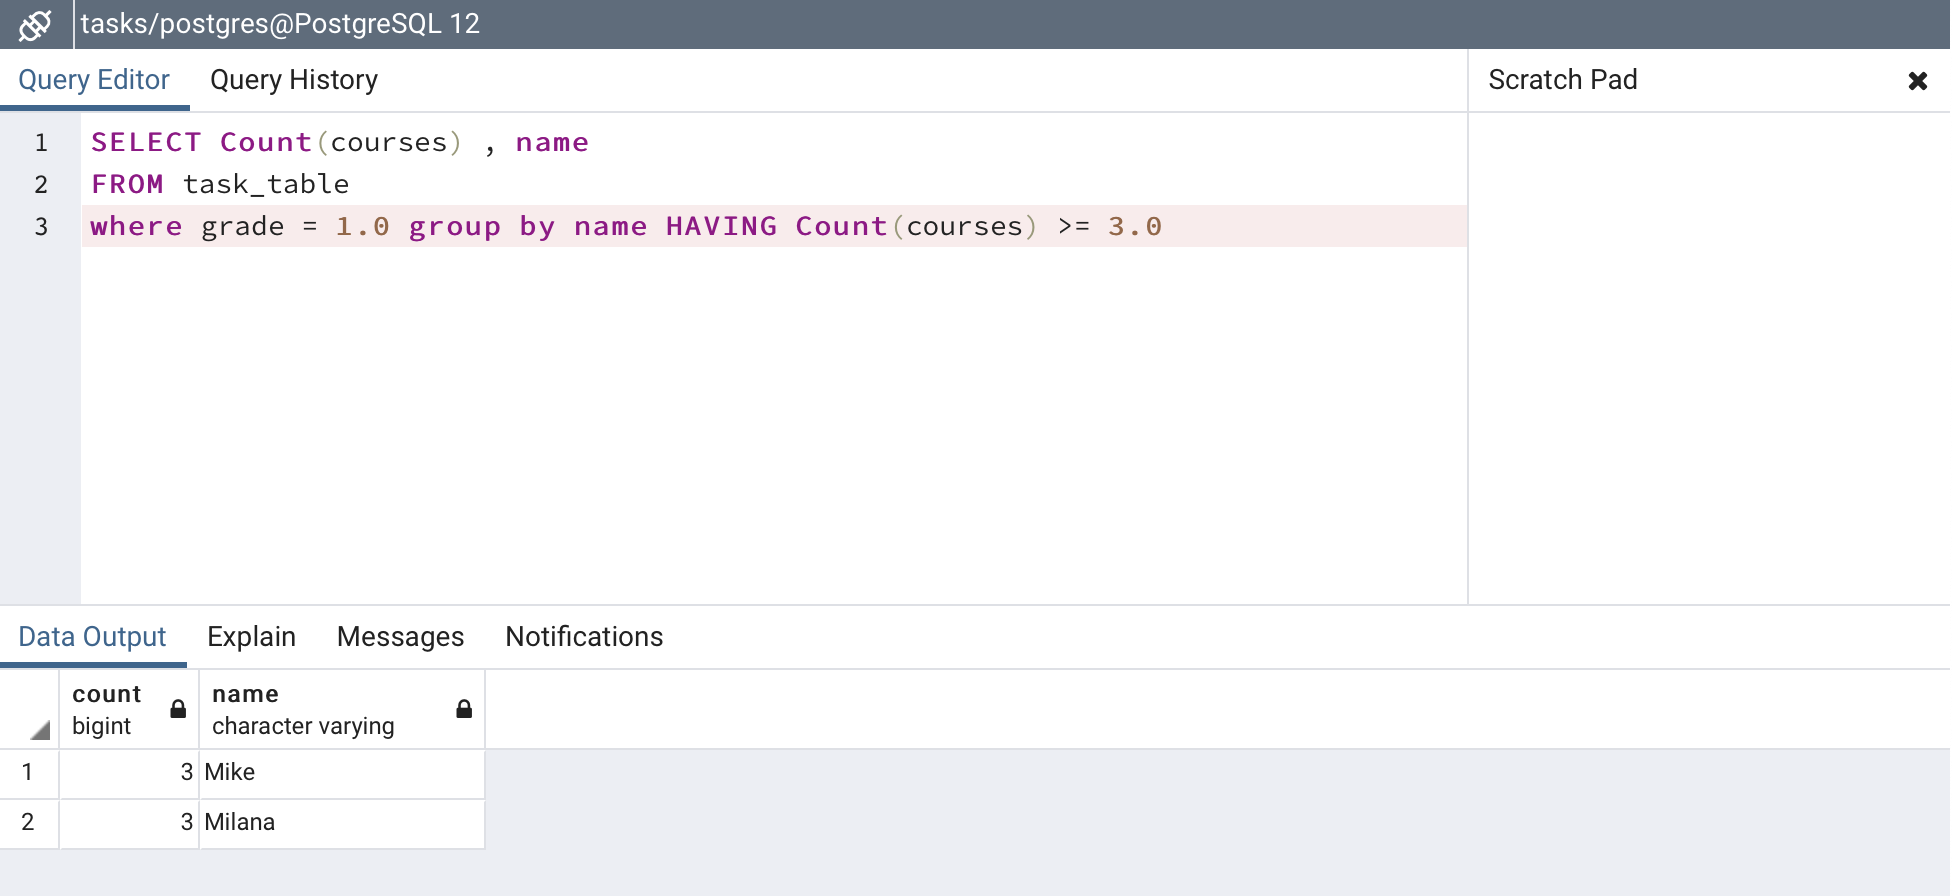 tasks/postgres@PostgreSQL 12
Query Editor Query History Scratch Pad
1 SELECT Count(courses) , name
2 FROM task_table
3 where grade = 1.0 group by name HAVING Count(courses) >= 3.0
Data Output Explain Messages Notifications
count name
bigint character varying
1 3 Mike
2 3 Milana